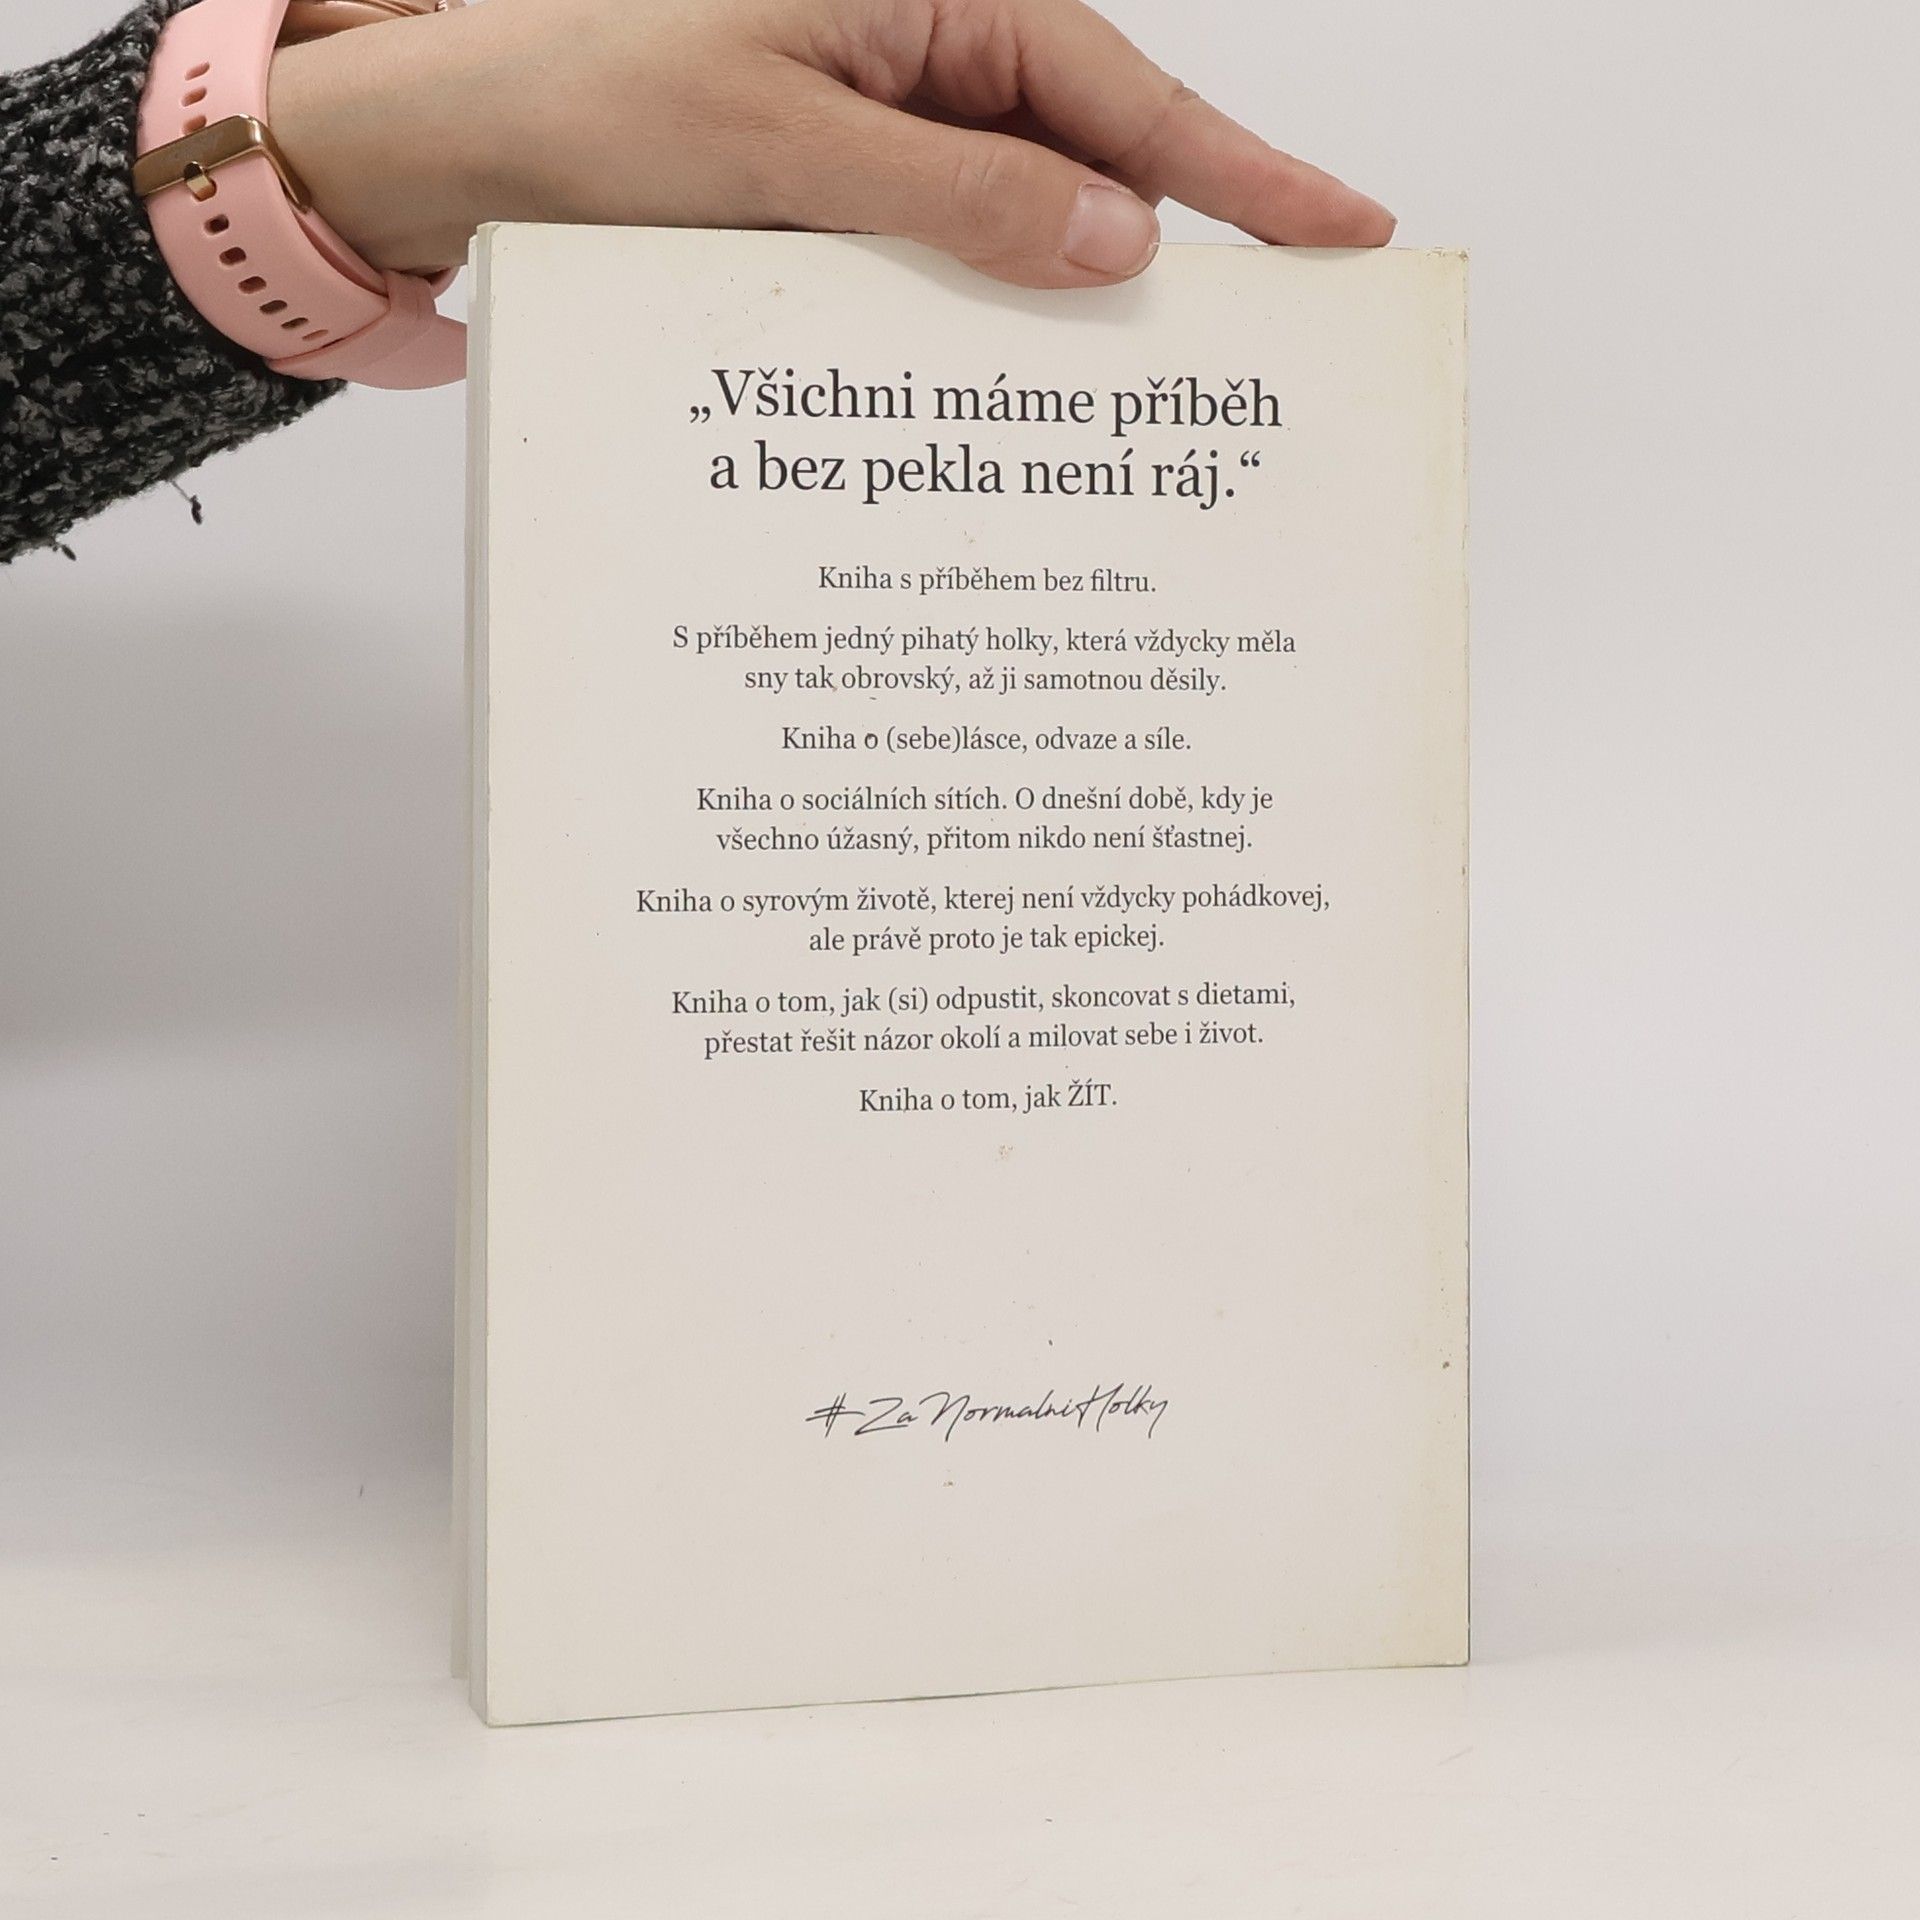 „Všichni máme příběh
a bez pekla není ráj.“
Kniha s příběhem bez filtru.
S příběhem jedný pihatý holky, která vždycky měla
sny tak obrovský, až ji samotnou děsily.
Kniha o (sebe)lásce, odvaze a síle.
Kniha o sociálních sítích. O dnešní době, kdy je
všechno úžasný, přitom nikdo není šťastnej.
Kniha o syrovým životě, kterej není vždycky pohádkovej,
ale právě proto je tak epickej.
Kniha o tom, jak (si) odpustit, skoncovat s dietami,
přestat řešit názor okolí a milovat sebe i život.
Kniha o tom, jak ŽÍT.
#ZaNormalniHolky